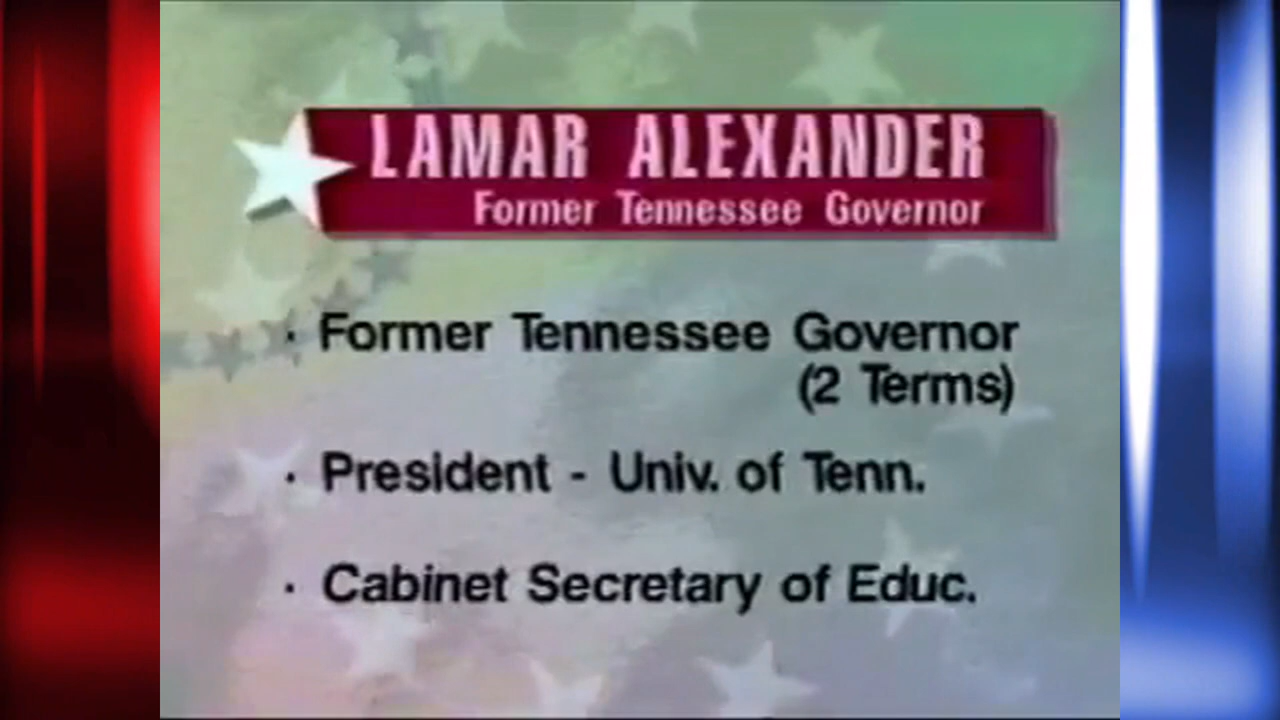 LAMAR ALEXANDER
Former Tennessee Governor
· Former Tennessee Governor
(2 Terms)
· President - Univ. of Tenn.
· Cabinet Secretary of Educ.